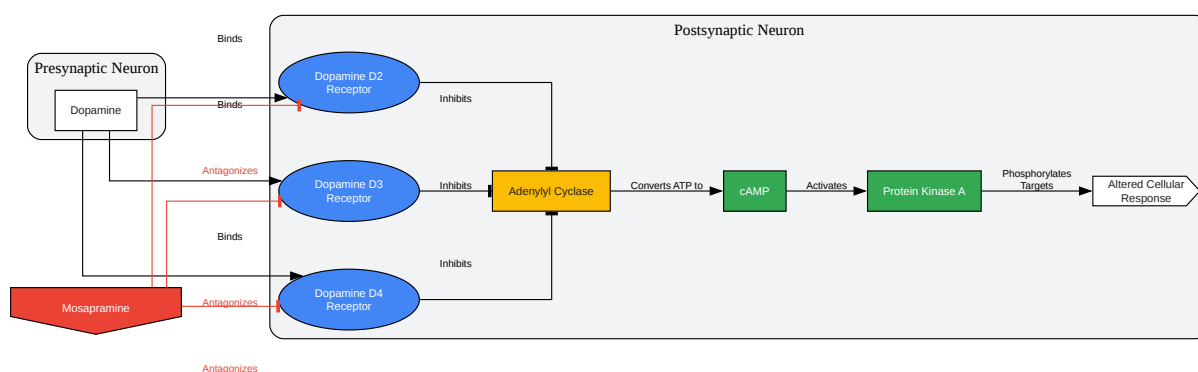 Postsynaptic Neuron
Binds
Presynaptic Neuron
Dopamine
Dopamine D2
Receptor
Inhibits
Binds
Antagonizes
Dopamine D3
Receptor
Inhibits
Adenylyl Cyclase
Converts ATP to
cAMP
Activates
Protein Kinase A
Phosphorylates
Targets
Altered Cellular
Response
Binds
Inhibits
Mosapramine
Antagonizes
Dopamine D4
Receptor
Antagonizes